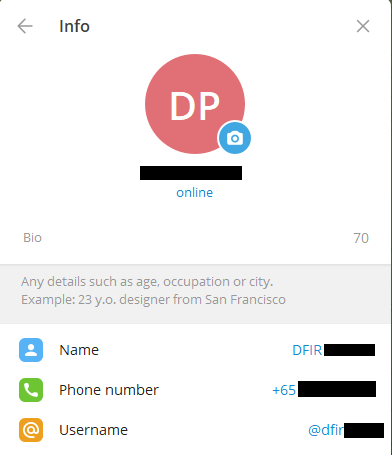 Info
DP
online
Bio 70
Any details such as age, occupation or city.
Example: 23 y.o. designer from San Francisco
Name DFIR
Phone number +65
Username @dfir